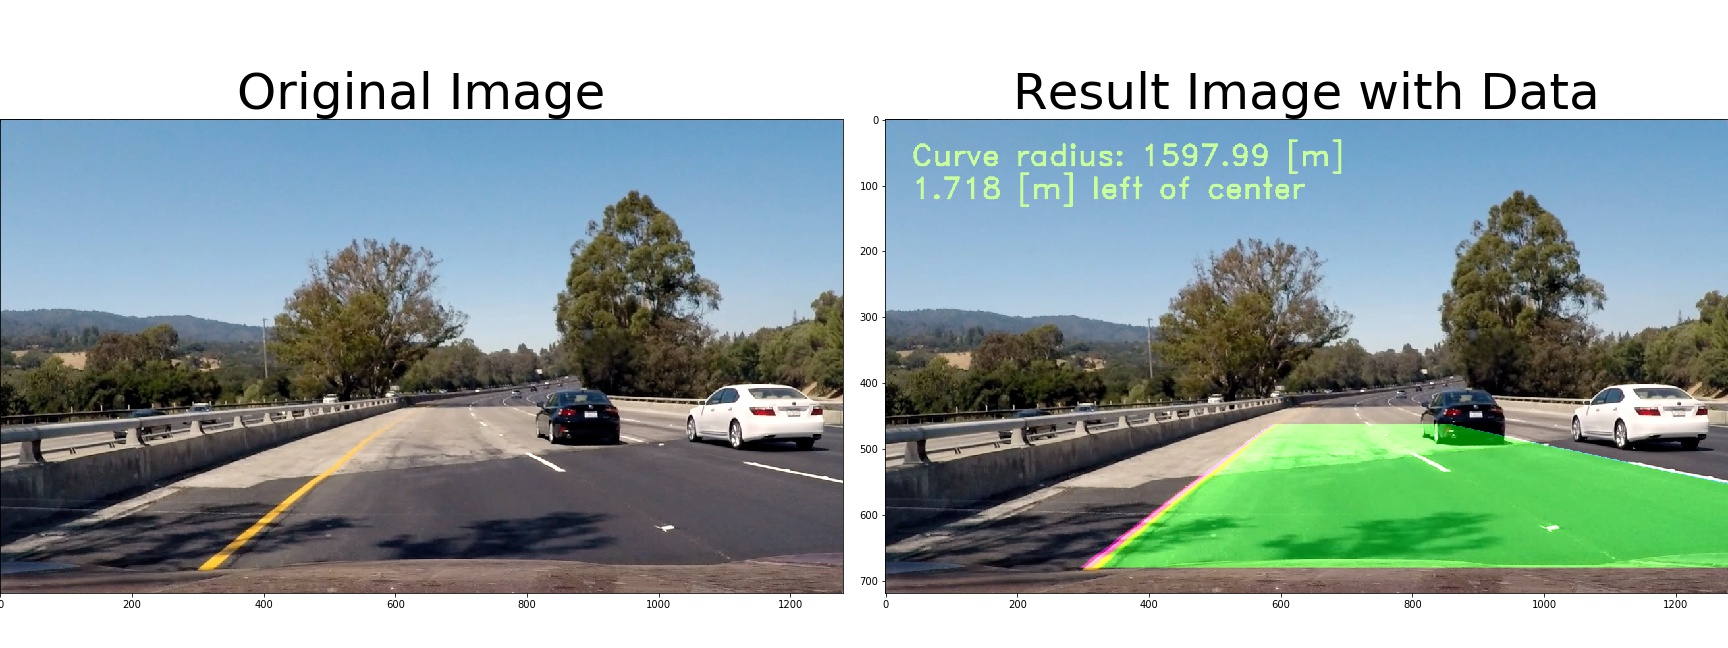 Original Image
Result Image with Data
Curve radius: 1597.99 [m]
1.718 [m] left of center
0
100
200
300
400
500
600
700
0 200 400 600 800 1000 1200
0 200 400 600 800 1000 1200